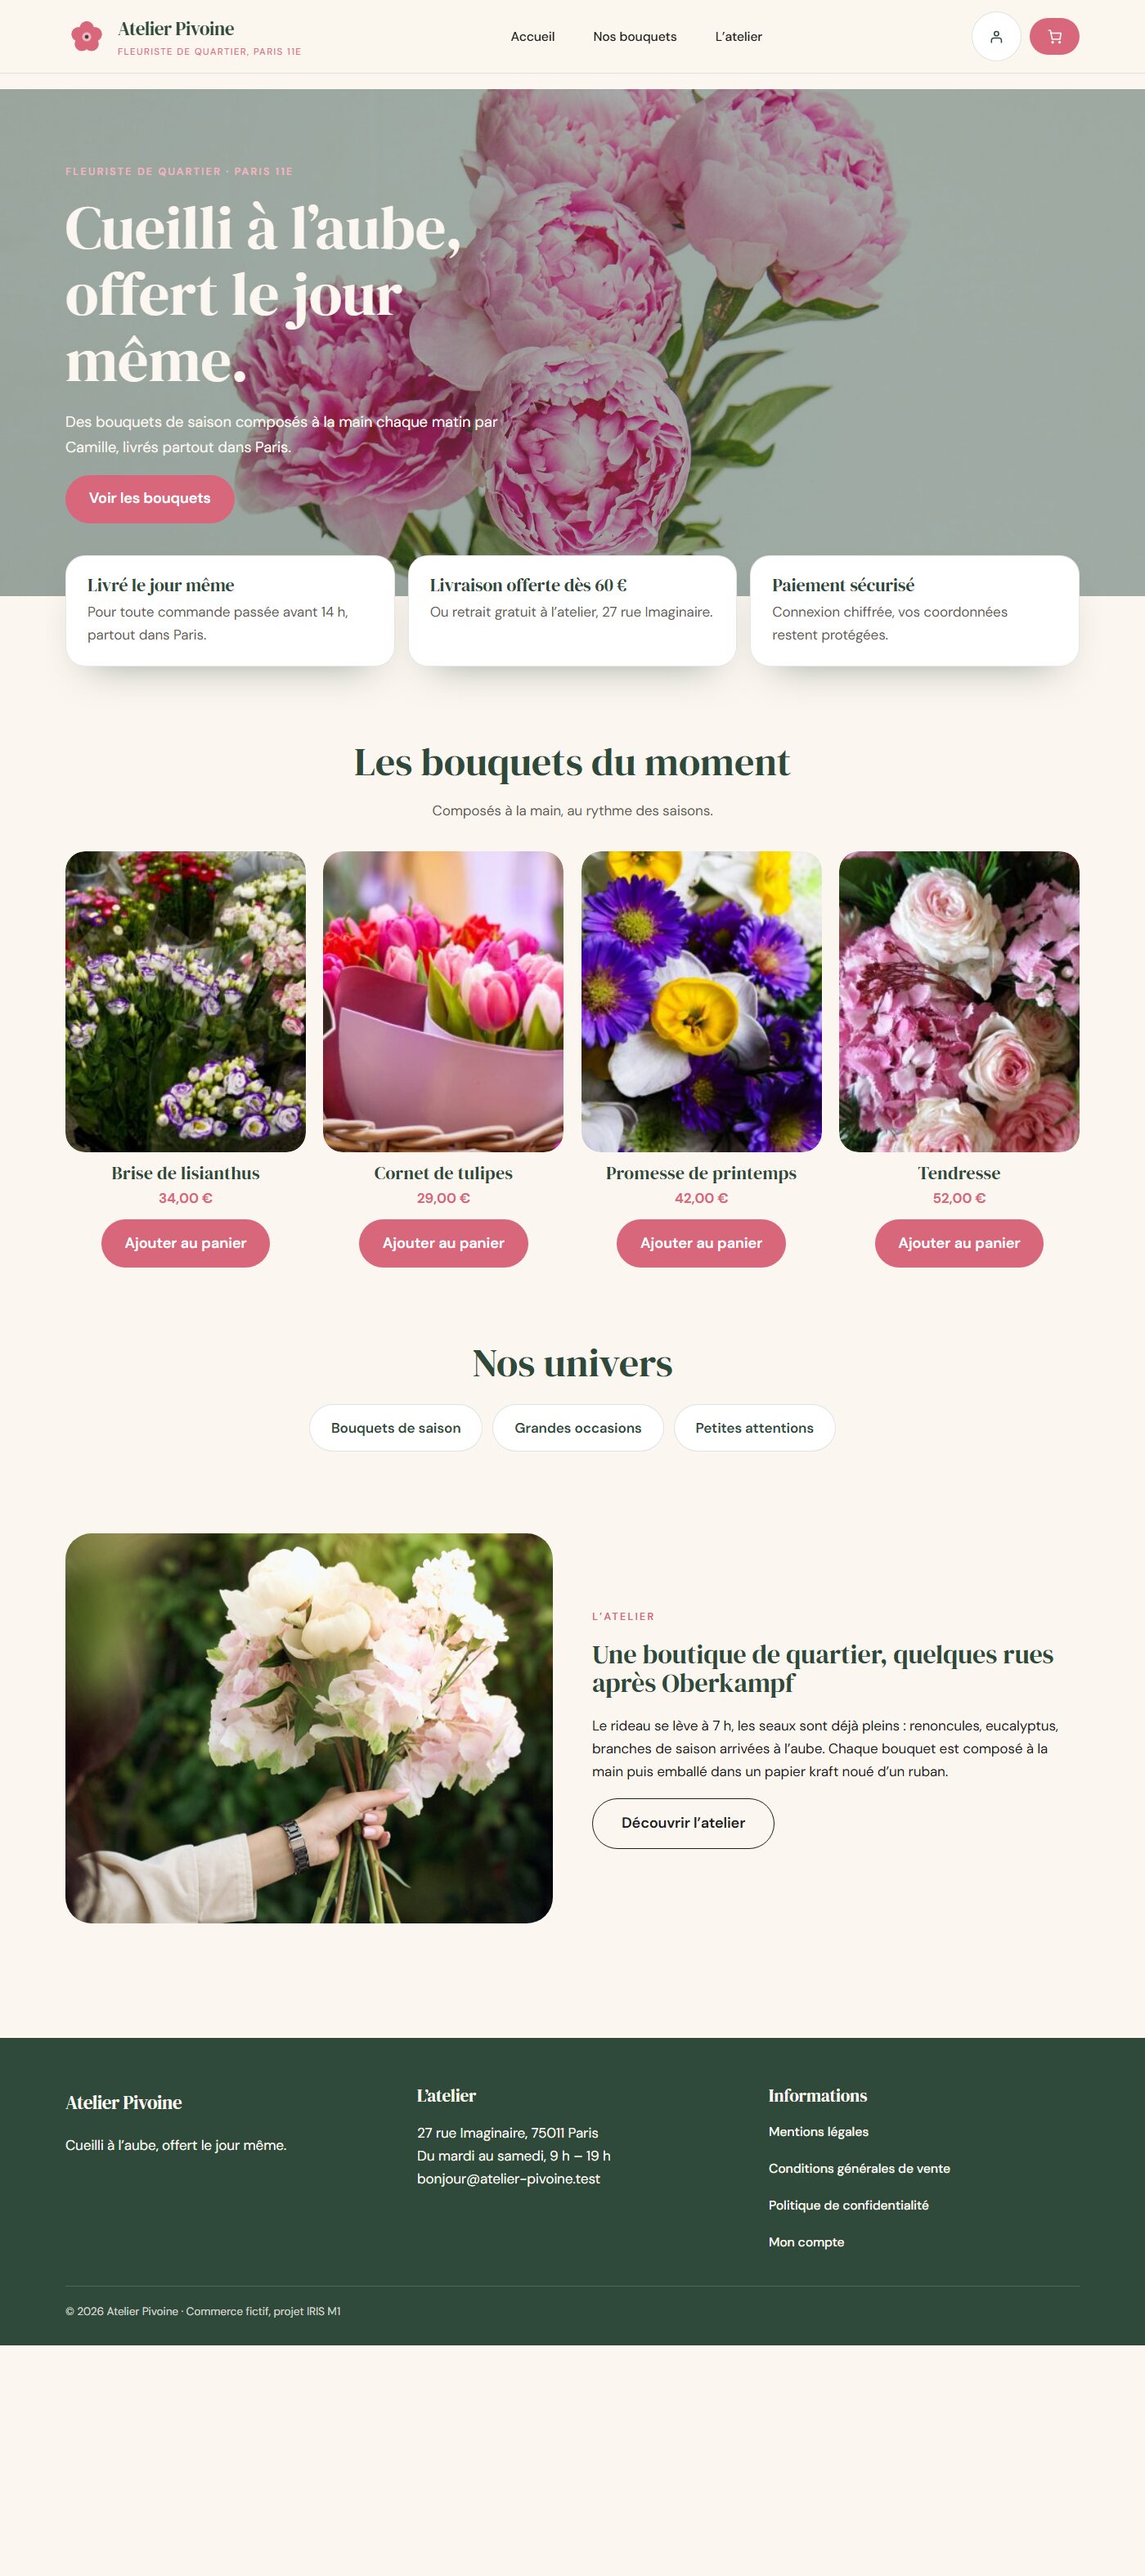 Atelier Pivoine
FLEURISTE DE QUARTIER, PARIS 11E
Accueil
Nos bouquets
L’atelier
FLEURISTE DE QUARTIER · PARIS 11E
Cueilli à l’aube,
offert le jour
même.
Des bouquets de saison composés à la main chaque matin par
Camille, livrés partout dans Paris.
Voir les bouquets
Livré le jour même
Pour toute commande passée avant 14 h,
partout dans Paris.
Livraison offerte dès 60 €
Ou retrait gratuit à l’atelier, 27 rue Imaginaire.
Paiement sécurisé
Connexion chiffrée, vos coordonnées
restent protégées.
Les bouquets du moment
Composés à la main, au rythme des saisons.
Brise de lisianthus
34,00 €
Ajouter au panier
Cornet de tulipes
29,00 €
Ajouter au panier
Promesse de printemps
42,00 €
Ajouter au panier
Tendresse
52,00 €
Ajouter au panier
Nos univers
Bouquets de saison
Grandes occasions
Petites attentions
L’ATELIER
Une boutique de quartier, quelques rues
après Oberkampf
Le rideau se lève à 7 h, les seaux sont déjà pleins : renoncules, eucalyptus,
branches de saison arrivées à l’aube. Chaque bouquet est composé à la
main puis emballé dans un papier kraft noué d’un ruban.
Découvrir l’atelier
Atelier Pivoine
Cueilli à l’aube, offert le jour même.
L’atelier
27 rue Imaginaire, 75011 Paris
Du mardi au samedi, 9 h – 19 h
bonjour@atelier-pivoine.test
Informations
Mentions légales
Conditions générales de vente
Politique de confidentialité
Mon compte
© 2026 Atelier Pivoine · Commerce fictif, projet IRIS M1